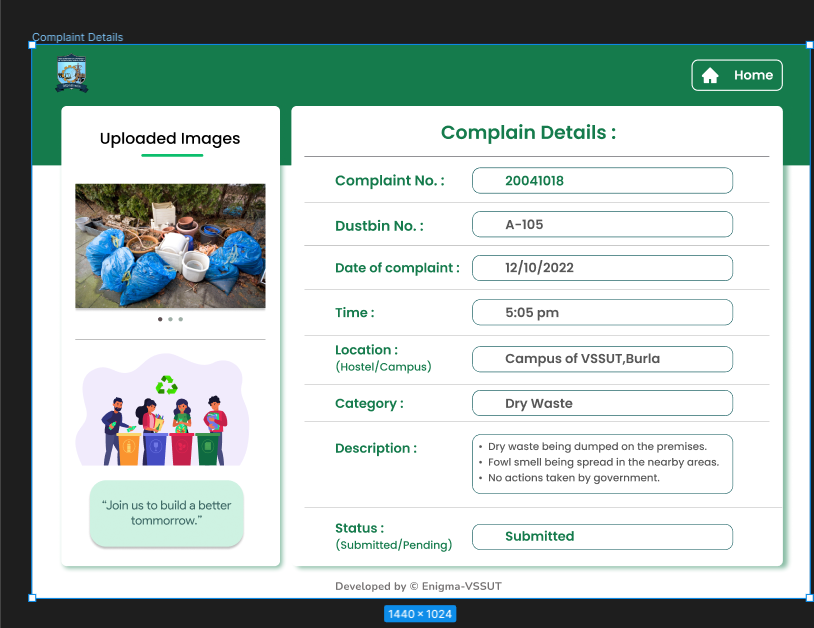 Complaint Details
Home
Uploaded Images
“Join us to build a better
tommorrow.”
Complain Details :
Complaint No. : 20041018
Dustbin No. : A-105
Date of complaint : 12/10/2022
Time : 5:05 pm
Location :
(Hostel/Campus)
Campus of VSSUT,Burla
Category : Dry Waste
Description :
• Dry waste being dumped on the premises.
• Fowl smell being spread in the nearby areas.
• No actions taken by government.
Status :
(Submitted/Pending)
Submitted
Developed by © Enigma-VSSUT
1440 × 1024